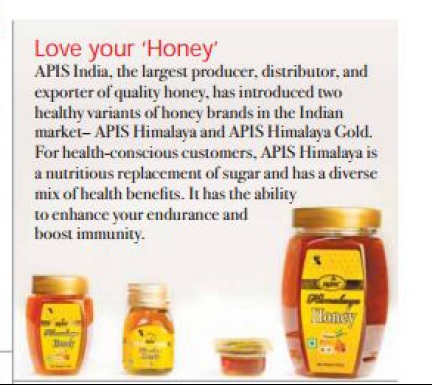 Love your ‘Honey’
APIS India, the largest producer, distributor, and
exporter of quality honey, has introduced two
healthy variants of honey brands in the Indian
market– APIS Himalaya and APIS Himalaya Gold.
For health-conscious customers, APIS Himalaya is
a nutritious replacement of sugar and has a diverse
mix of health benefits. It has the ability
to enhance your endurance and
boost immunity.
Himalaya
Honey